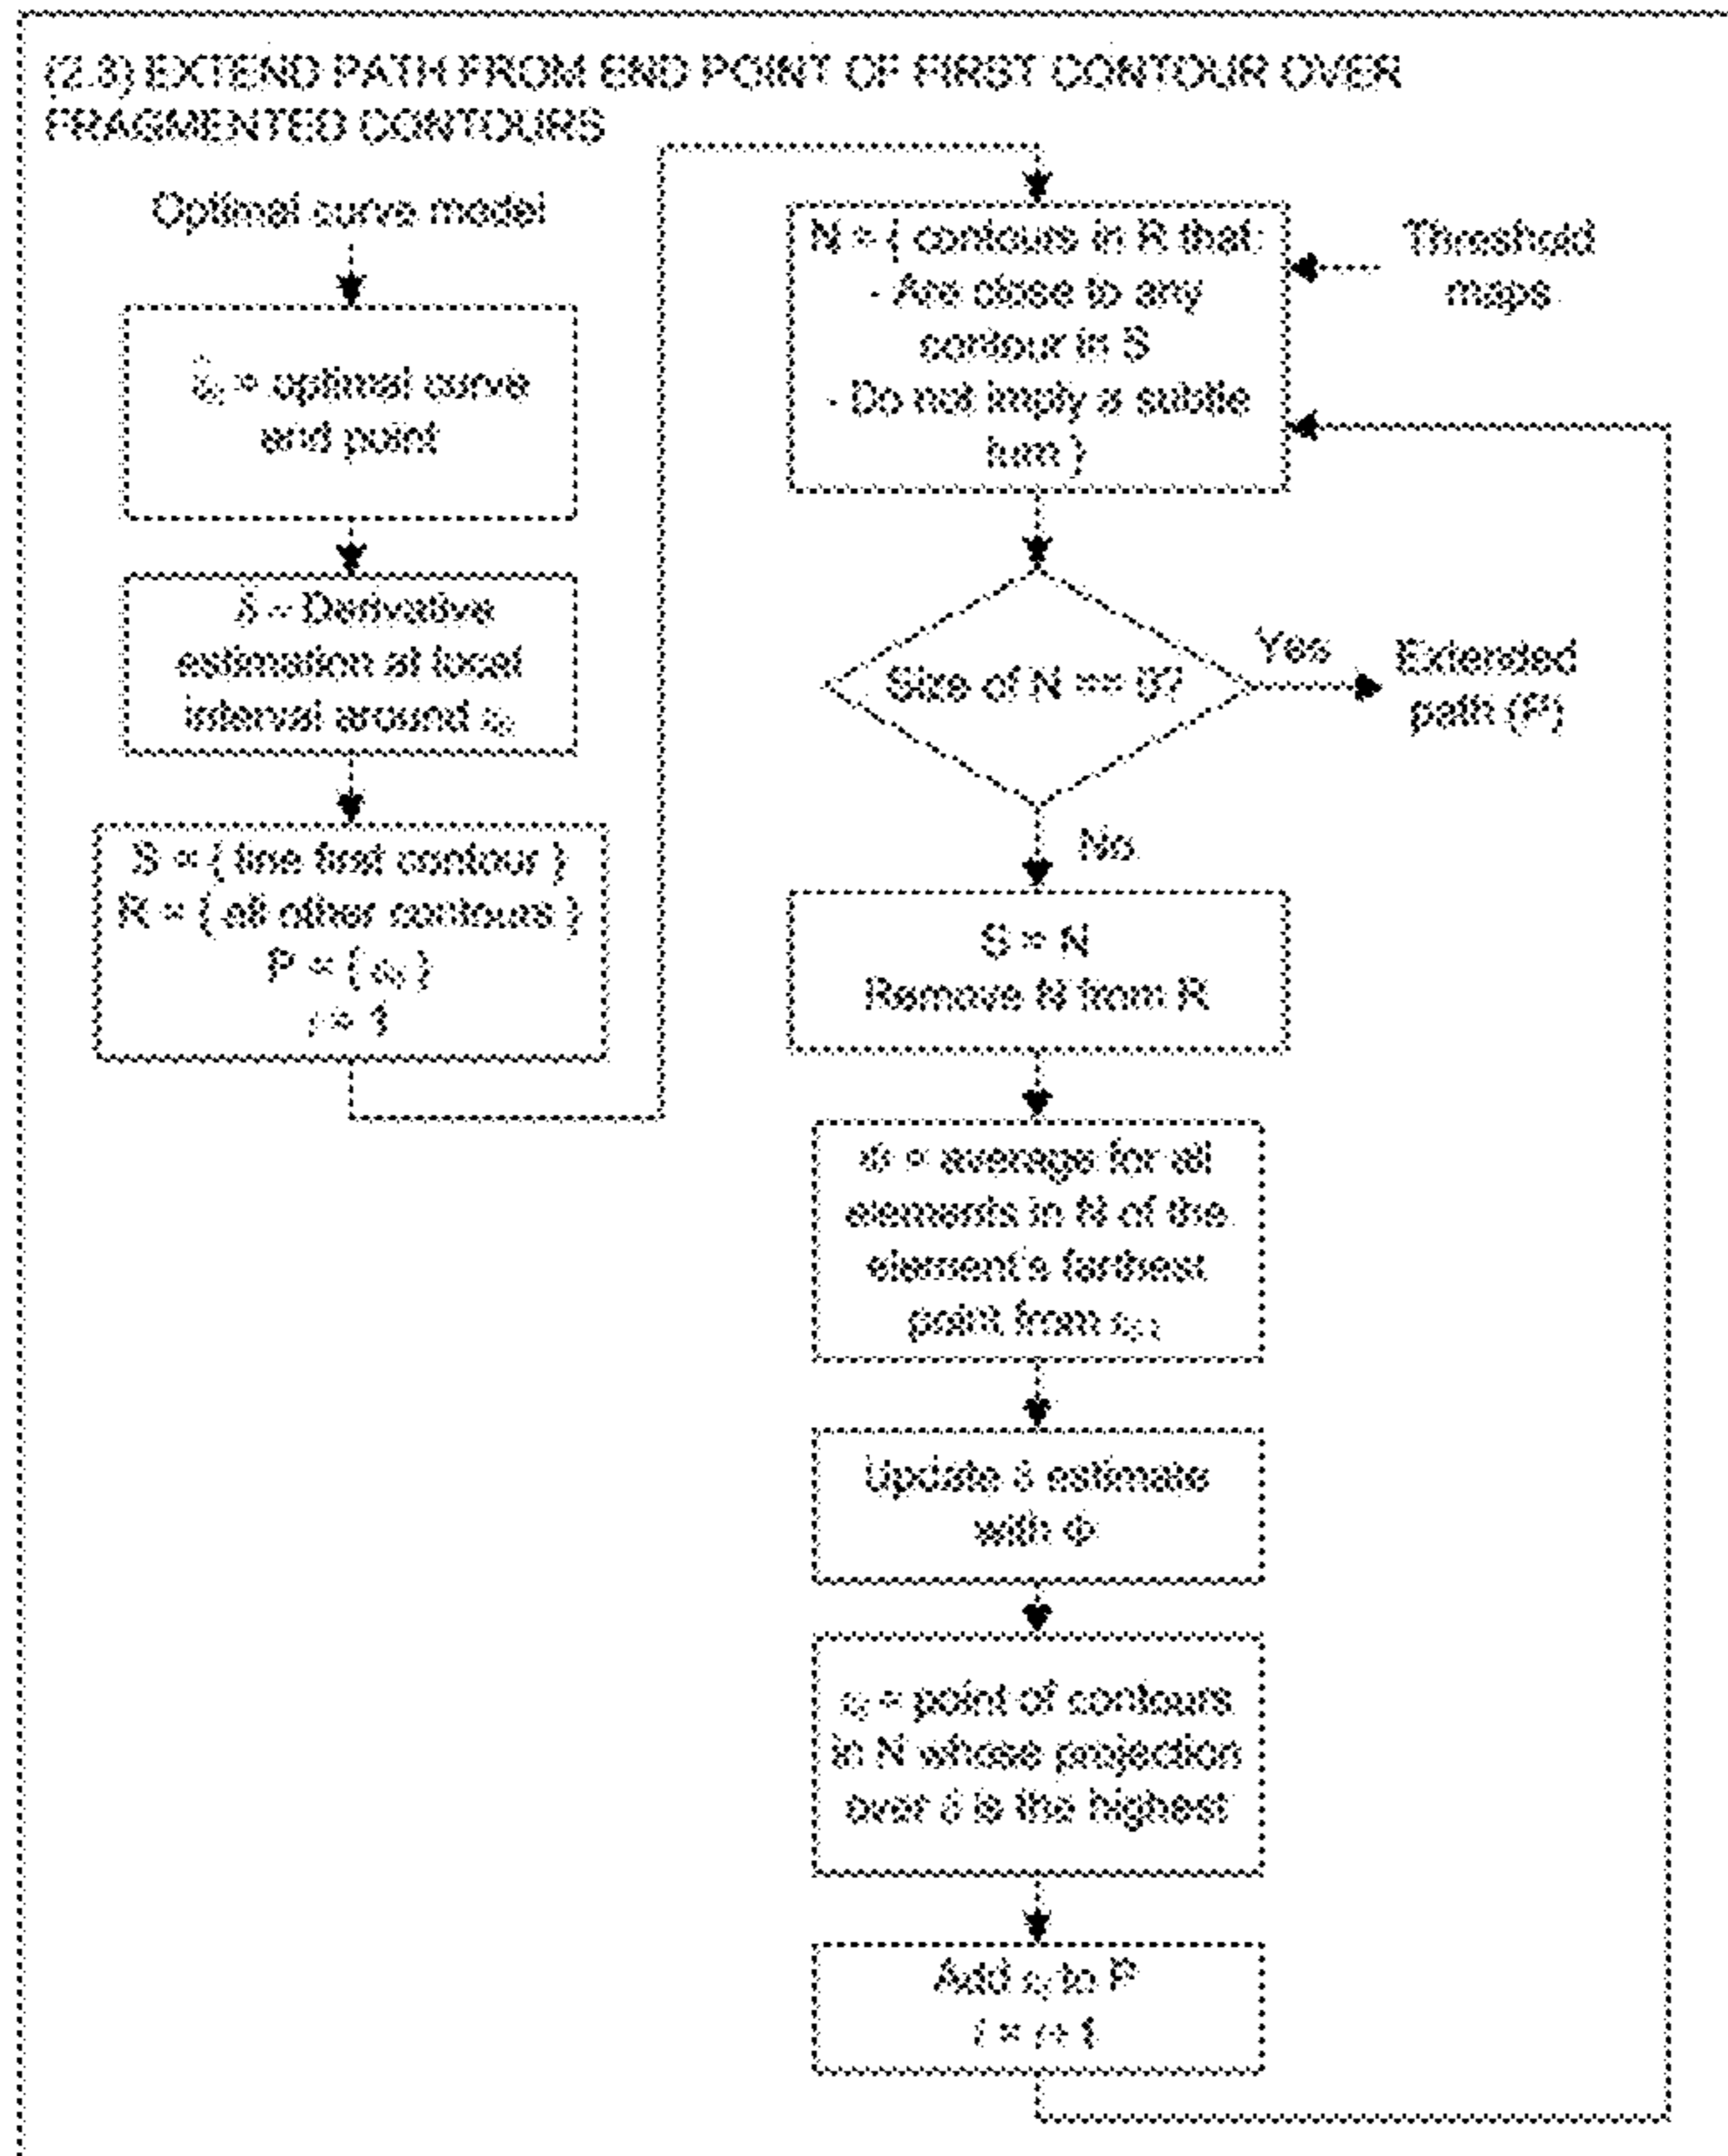 (2.3) EXTEND PATH FROM END POINT OF FIRST CONTOUR OVER
FRAGMENTED CONTOURS
Optimal curve model
= optimal curve
end point
Derivative
estimation at local
interval around
S = { line first contour }
R = { all other contours }
P = { }
i = 1
N = { contours in R that:
- Are close to any
contour in S
- Do not imply a subtle
turn }
Threshold
maps
Size of N == 0?
Yes
Extended
path (P)
No
S = N
Remove N from R
Φ = average for all
elements in N of the
element's farthest
point from
Update δ estimate
with Φ
= point of contours
in N whose projection
over δ is the highest
Add to P
i = i+1